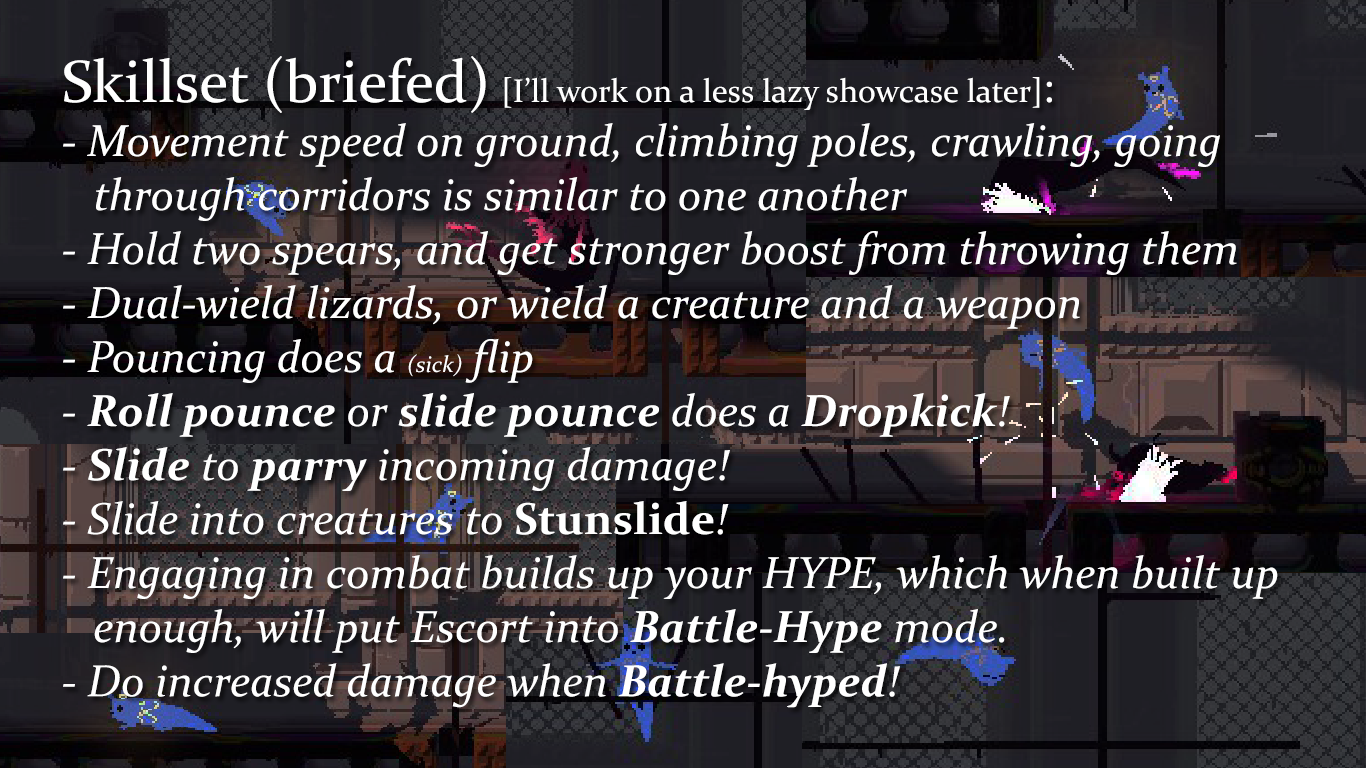 Skillset (briefed) [I'll work on a less lazy showcase later]:
- Movement speed on ground, climbing poles, crawling, going
through corridors is similar to one another
- Hold two spears, and get stronger boost from throwing them
- Dual-wield lizards, or wield a creature and a weapon
- Pouncing does a (sick) flip
- Roll pounce or slide pounce does a Dropkick!
- Slide to parry incoming damage!
- Slide into creatures to Stunslide!
- Engaging in combat builds up your HYPE, which when built up
enough, will put Escort into Battle-Hype mode.
- Do increased damage when Battle-hyped!